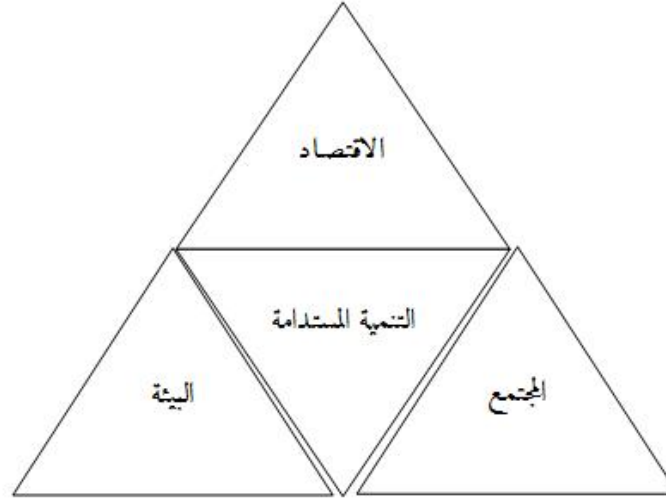 الاقتصاد
التنمية المستدامة
المجتمع
البيئة